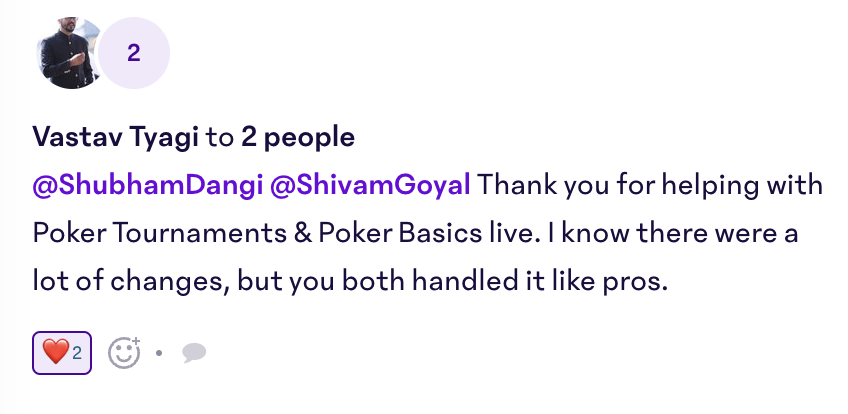 2
Vastav Tyagi to 2 people
@ShubhamDangi @ShivamGoyal Thank you for helping with
Poker Tournaments & Poker Basics live. I know there were a
lot of changes, but you both handled it like pros.
❤️ 2